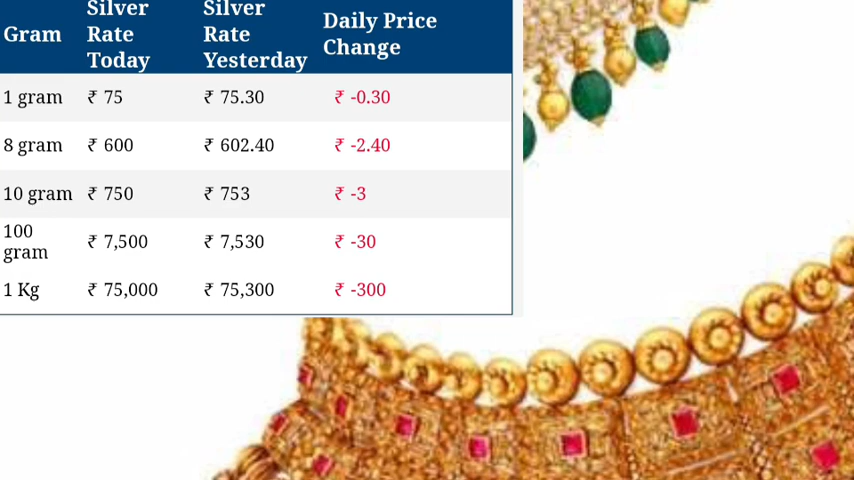 Gram Silver Rate Today Silver Rate Yesterday Daily Price Change
1 gram ₹ 75 ₹ 75.30 ₹ -0.30
8 gram ₹ 600 ₹ 602.40 ₹ -2.40
10 gram ₹ 750 ₹ 753 ₹ -3
100 gram ₹ 7,500 ₹ 7,530 ₹ -30
1 Kg ₹ 75,000 ₹ 75,300 ₹ -300